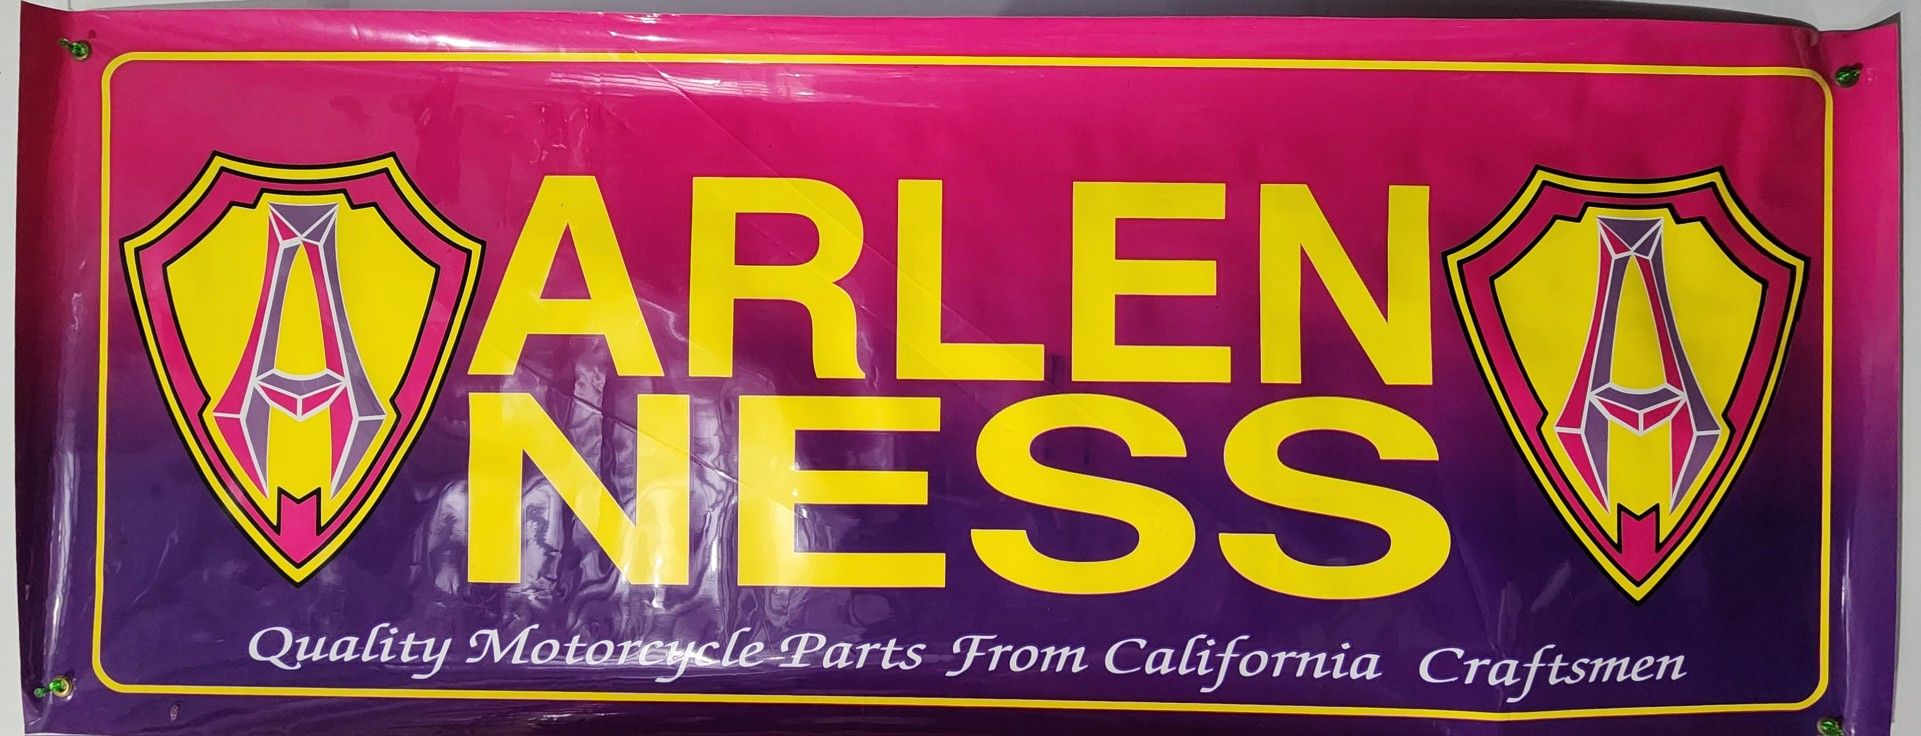 ARLEN
NESS
Quality Motorcycle Parts From California Craftsmen